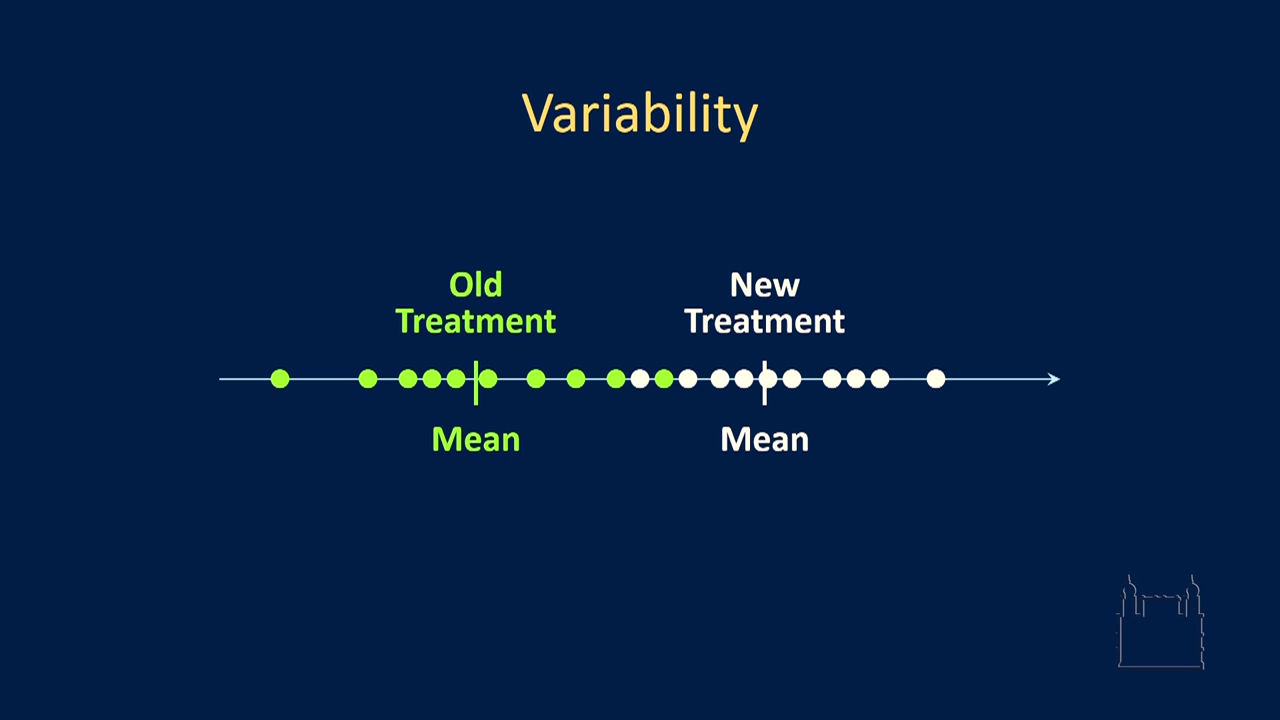 Variability
Old
Treatment
New
Treatment
Mean
Mean